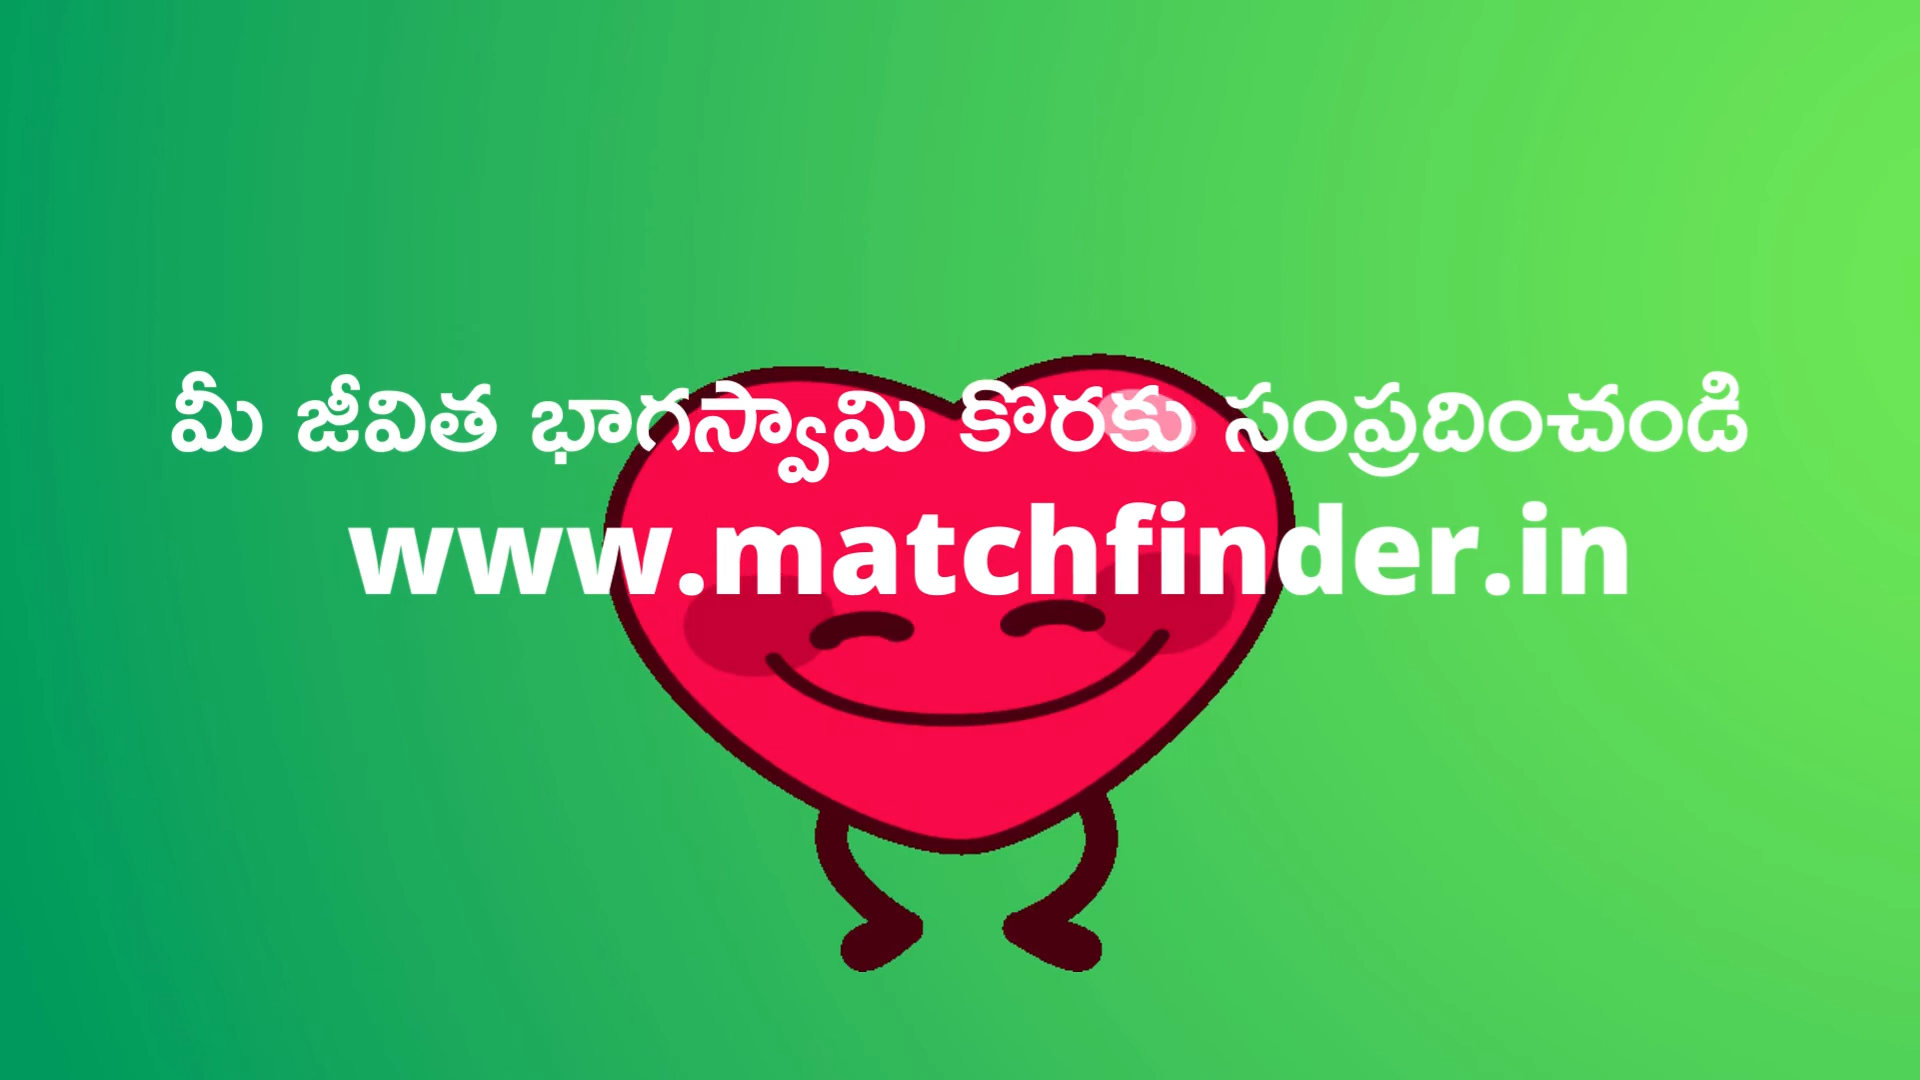 మీ జీవిత భాగస్వామి కొరకు సంప్రదించండి
www.matchfinder.in